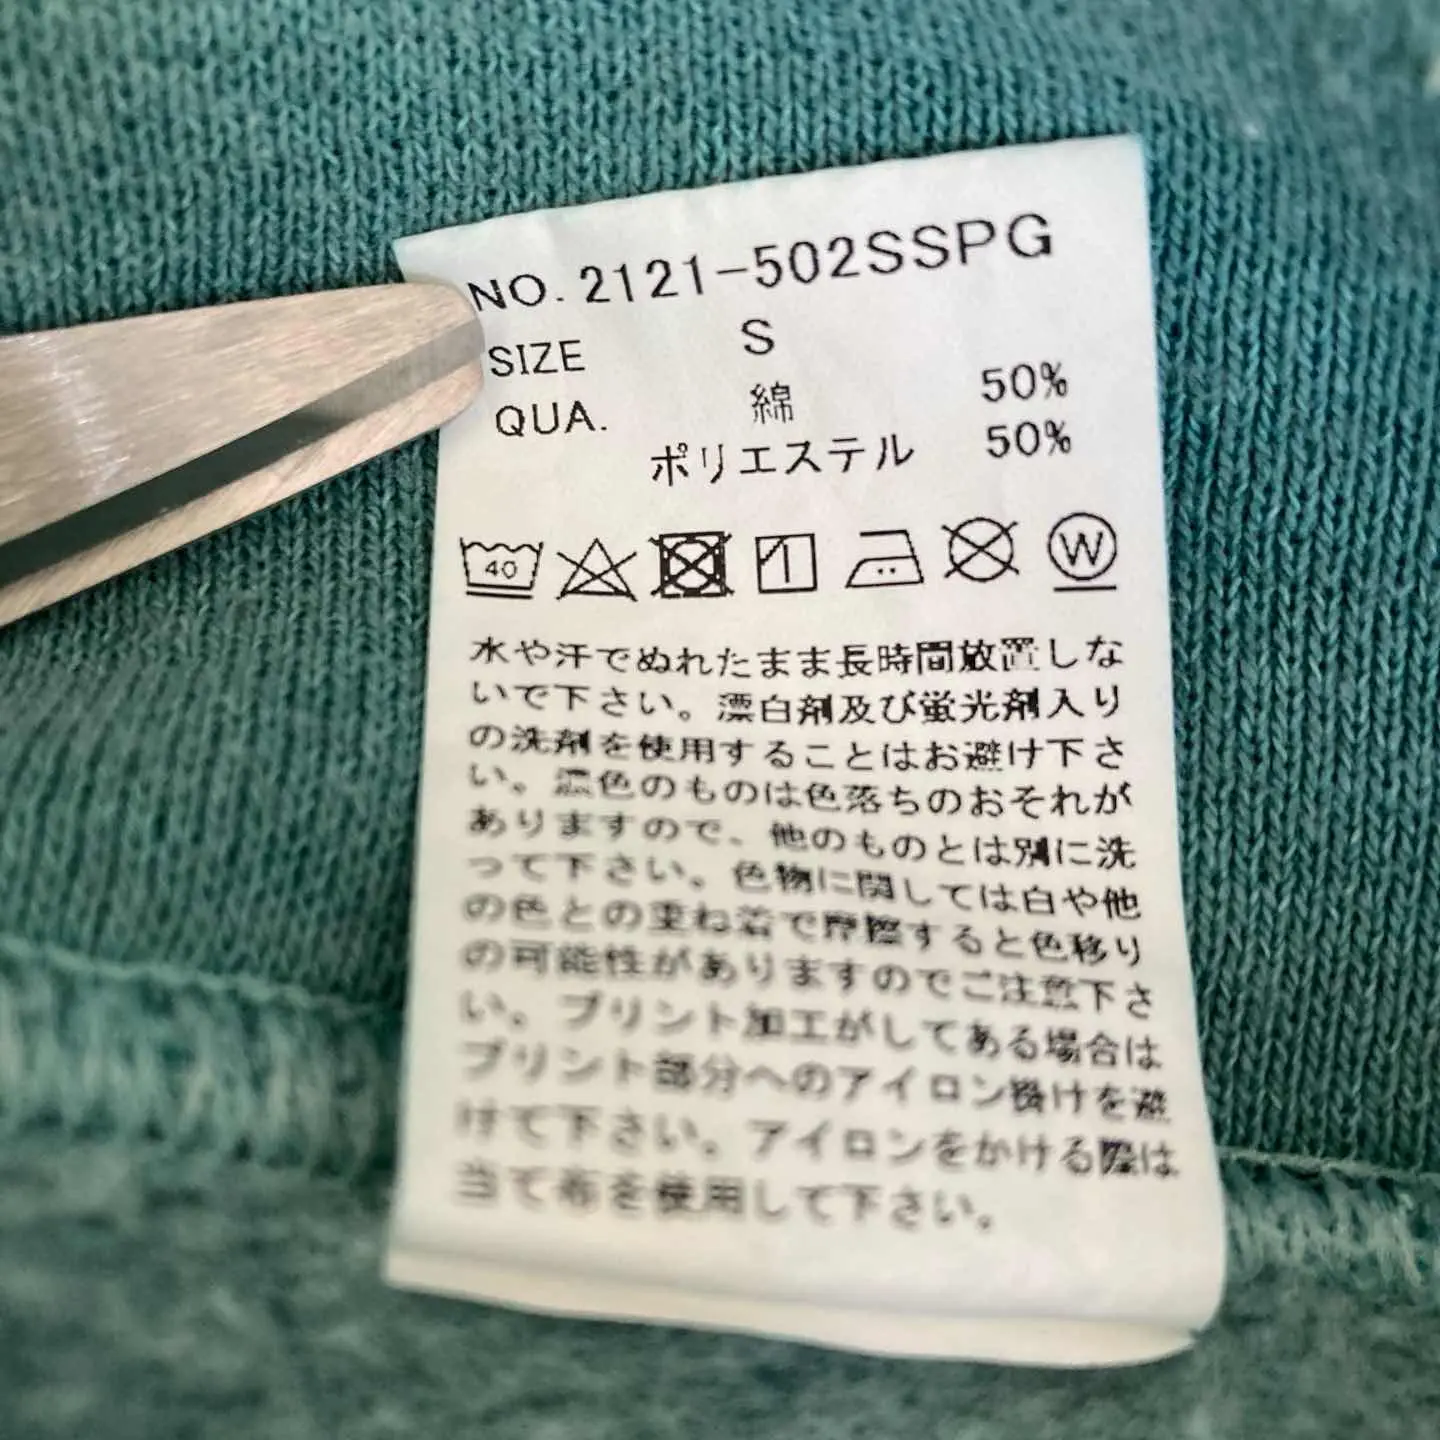 NO. 2121-502SSPG
SIZE S
QUA. 綿 50%
ポリエステル 50%
40 W
水や汗でぬれたまま長時間放置しな
いで下さい。漂白剤及び蛍光剤入り
の洗剤を使用することはお避け下さ
い。濃色のものは色落ちのおそれが
ありますので、他のものとは別に洗
って下さい。色物に関しては白や他
の色との重ね着で摩擦すると色移り
の可能性がありますのでご注意下さ
い。プリント加工がしてある場合は
プリント部分へのアイロン掛けを避
けて下さい。アイロンをかける際は
当て布を使用して下さい。